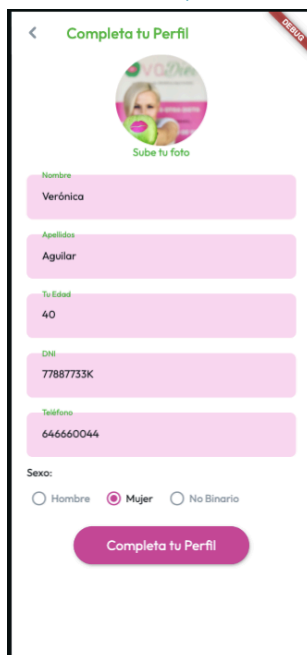 Completa tu Perfil
DEBUG
Sube tu foto
Nombre
Verónica
Apellidos
Aguilar
Tu Edad
40
DNI
77887733K
Teléfono
646660044
Sexo:
Hombre Mujer No Binario
Completa tu Perfil